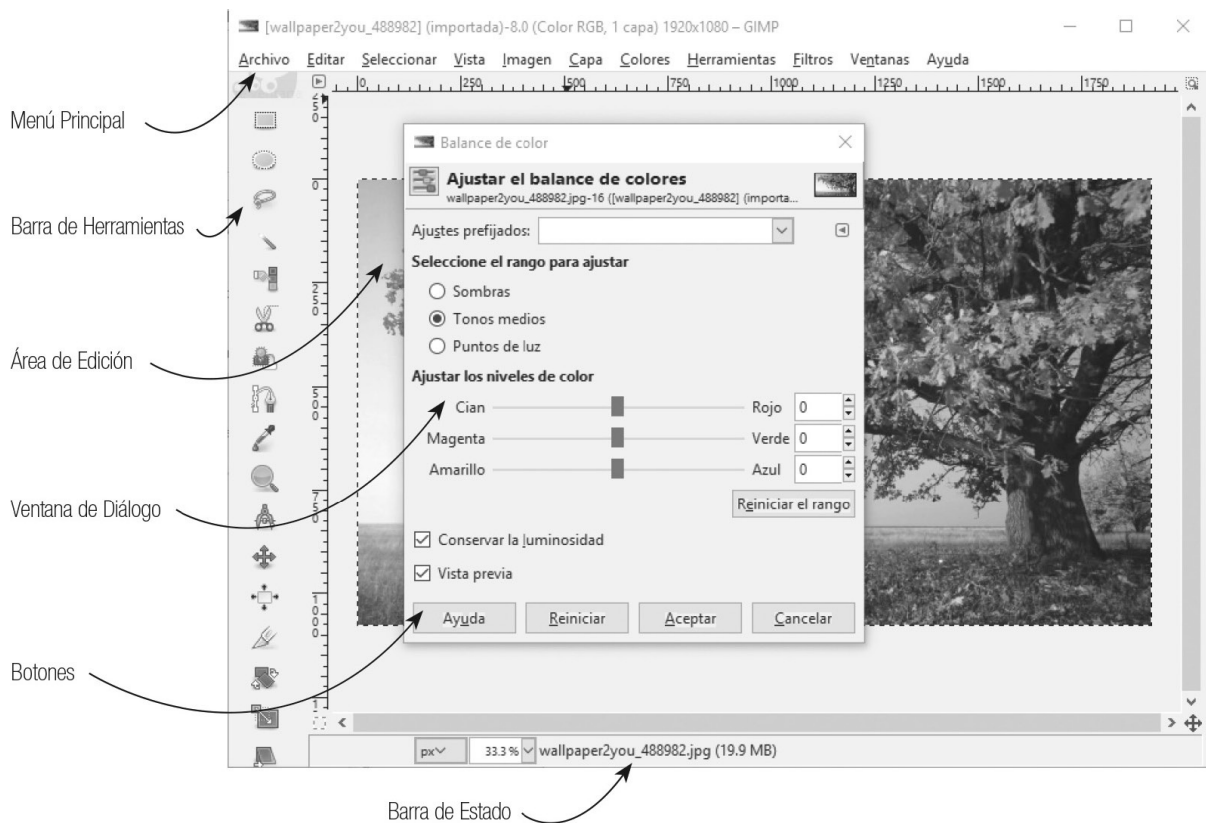 [wallpaper2you_488982] (importada)-8.0 (Color RGB, 1 capa) 1920x1080 – GIMP
Archivo Editar Seleccionar Vista Imagen Capa Colores Herramientas Filtros Ventanas Ayuda
0 250 500 750 1000 1250 1500 1750
Menú Principal
Barra de Herramientas
Área de Edición
Ventana de Diálogo
Botones
0
250
500
750
1000
Balance de color
Ajustar el balance de colores
wallpaper2you_488982.jpg-16 ([wallpaper2you_488982] (importa...
Ajustes prefijados:
Seleccione el rango para ajustar
Sombras
Tonos medios
Puntos de luz
Ajustar los niveles de color
Cian Rojo 0
Magenta Verde 0
Amarillo Azul 0
Reiniciar el rango
Conservar la luminosidad
Vista previa
Ayuda Reiniciar Aceptar Cancelar
px 33.3 % wallpaper2you_488982.jpg (19.9 MB)
Barra de Estado